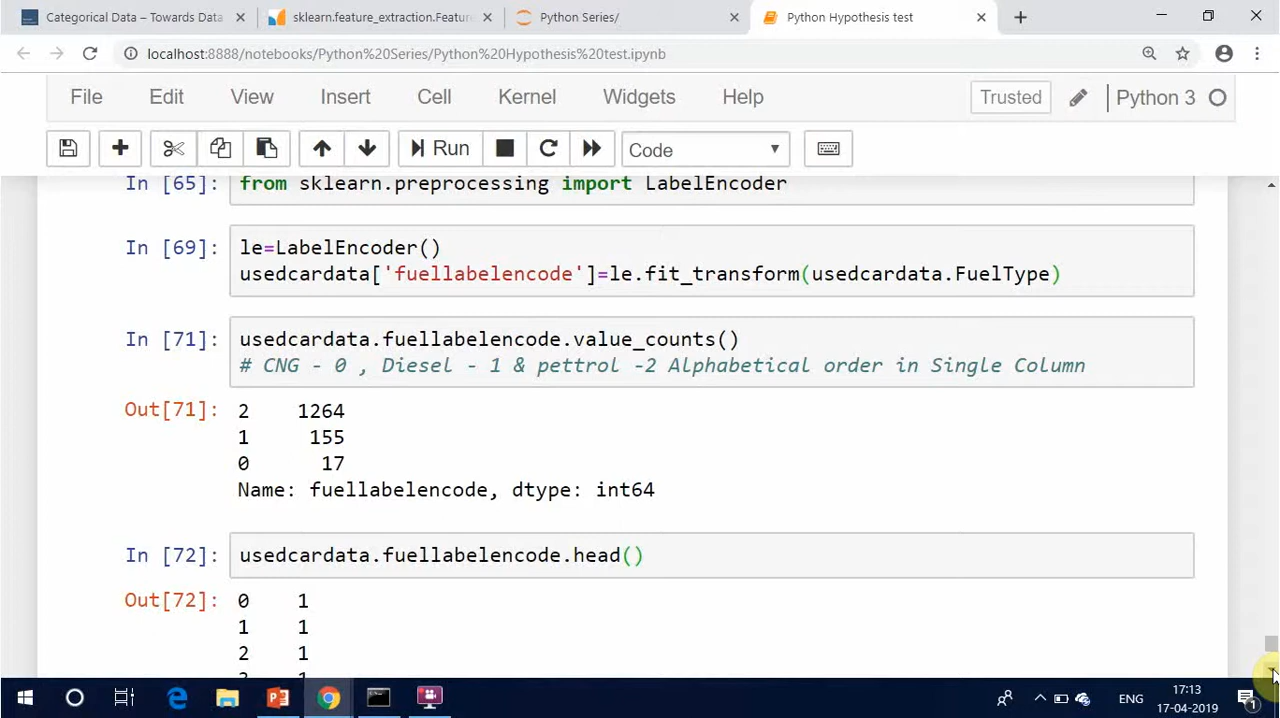 Categorical Data – Towards Data
sklearn.feature_extraction.Featur
Python Series/
Python Hypothesis test
localhost:8888/notebooks/Python%20Series/Python%20Hypothesis%20test.ipynb
File Edit View Insert Cell Kernel Widgets Help Trusted Python 3
Run Code
In [65]: from sklearn.preprocessing import LabelEncoder
In [69]: le=LabelEncoder()
usedcardata['fuellabelencode']=le.fit_transform(usedcardata.FuelType)
In [71]: usedcardata.fuellabelencode.value_counts()
# CNG - 0 , Diesel - 1 & pettrol -2 Alphabetical order in Single Column
Out[71]: 2 1264
1 155
0 17
Name: fuellabelencode, dtype: int64
In [72]: usedcardata.fuellabelencode.head()
Out[72]: 0 1
1 1
2 1
ENG
17:13
17-04-2019
1